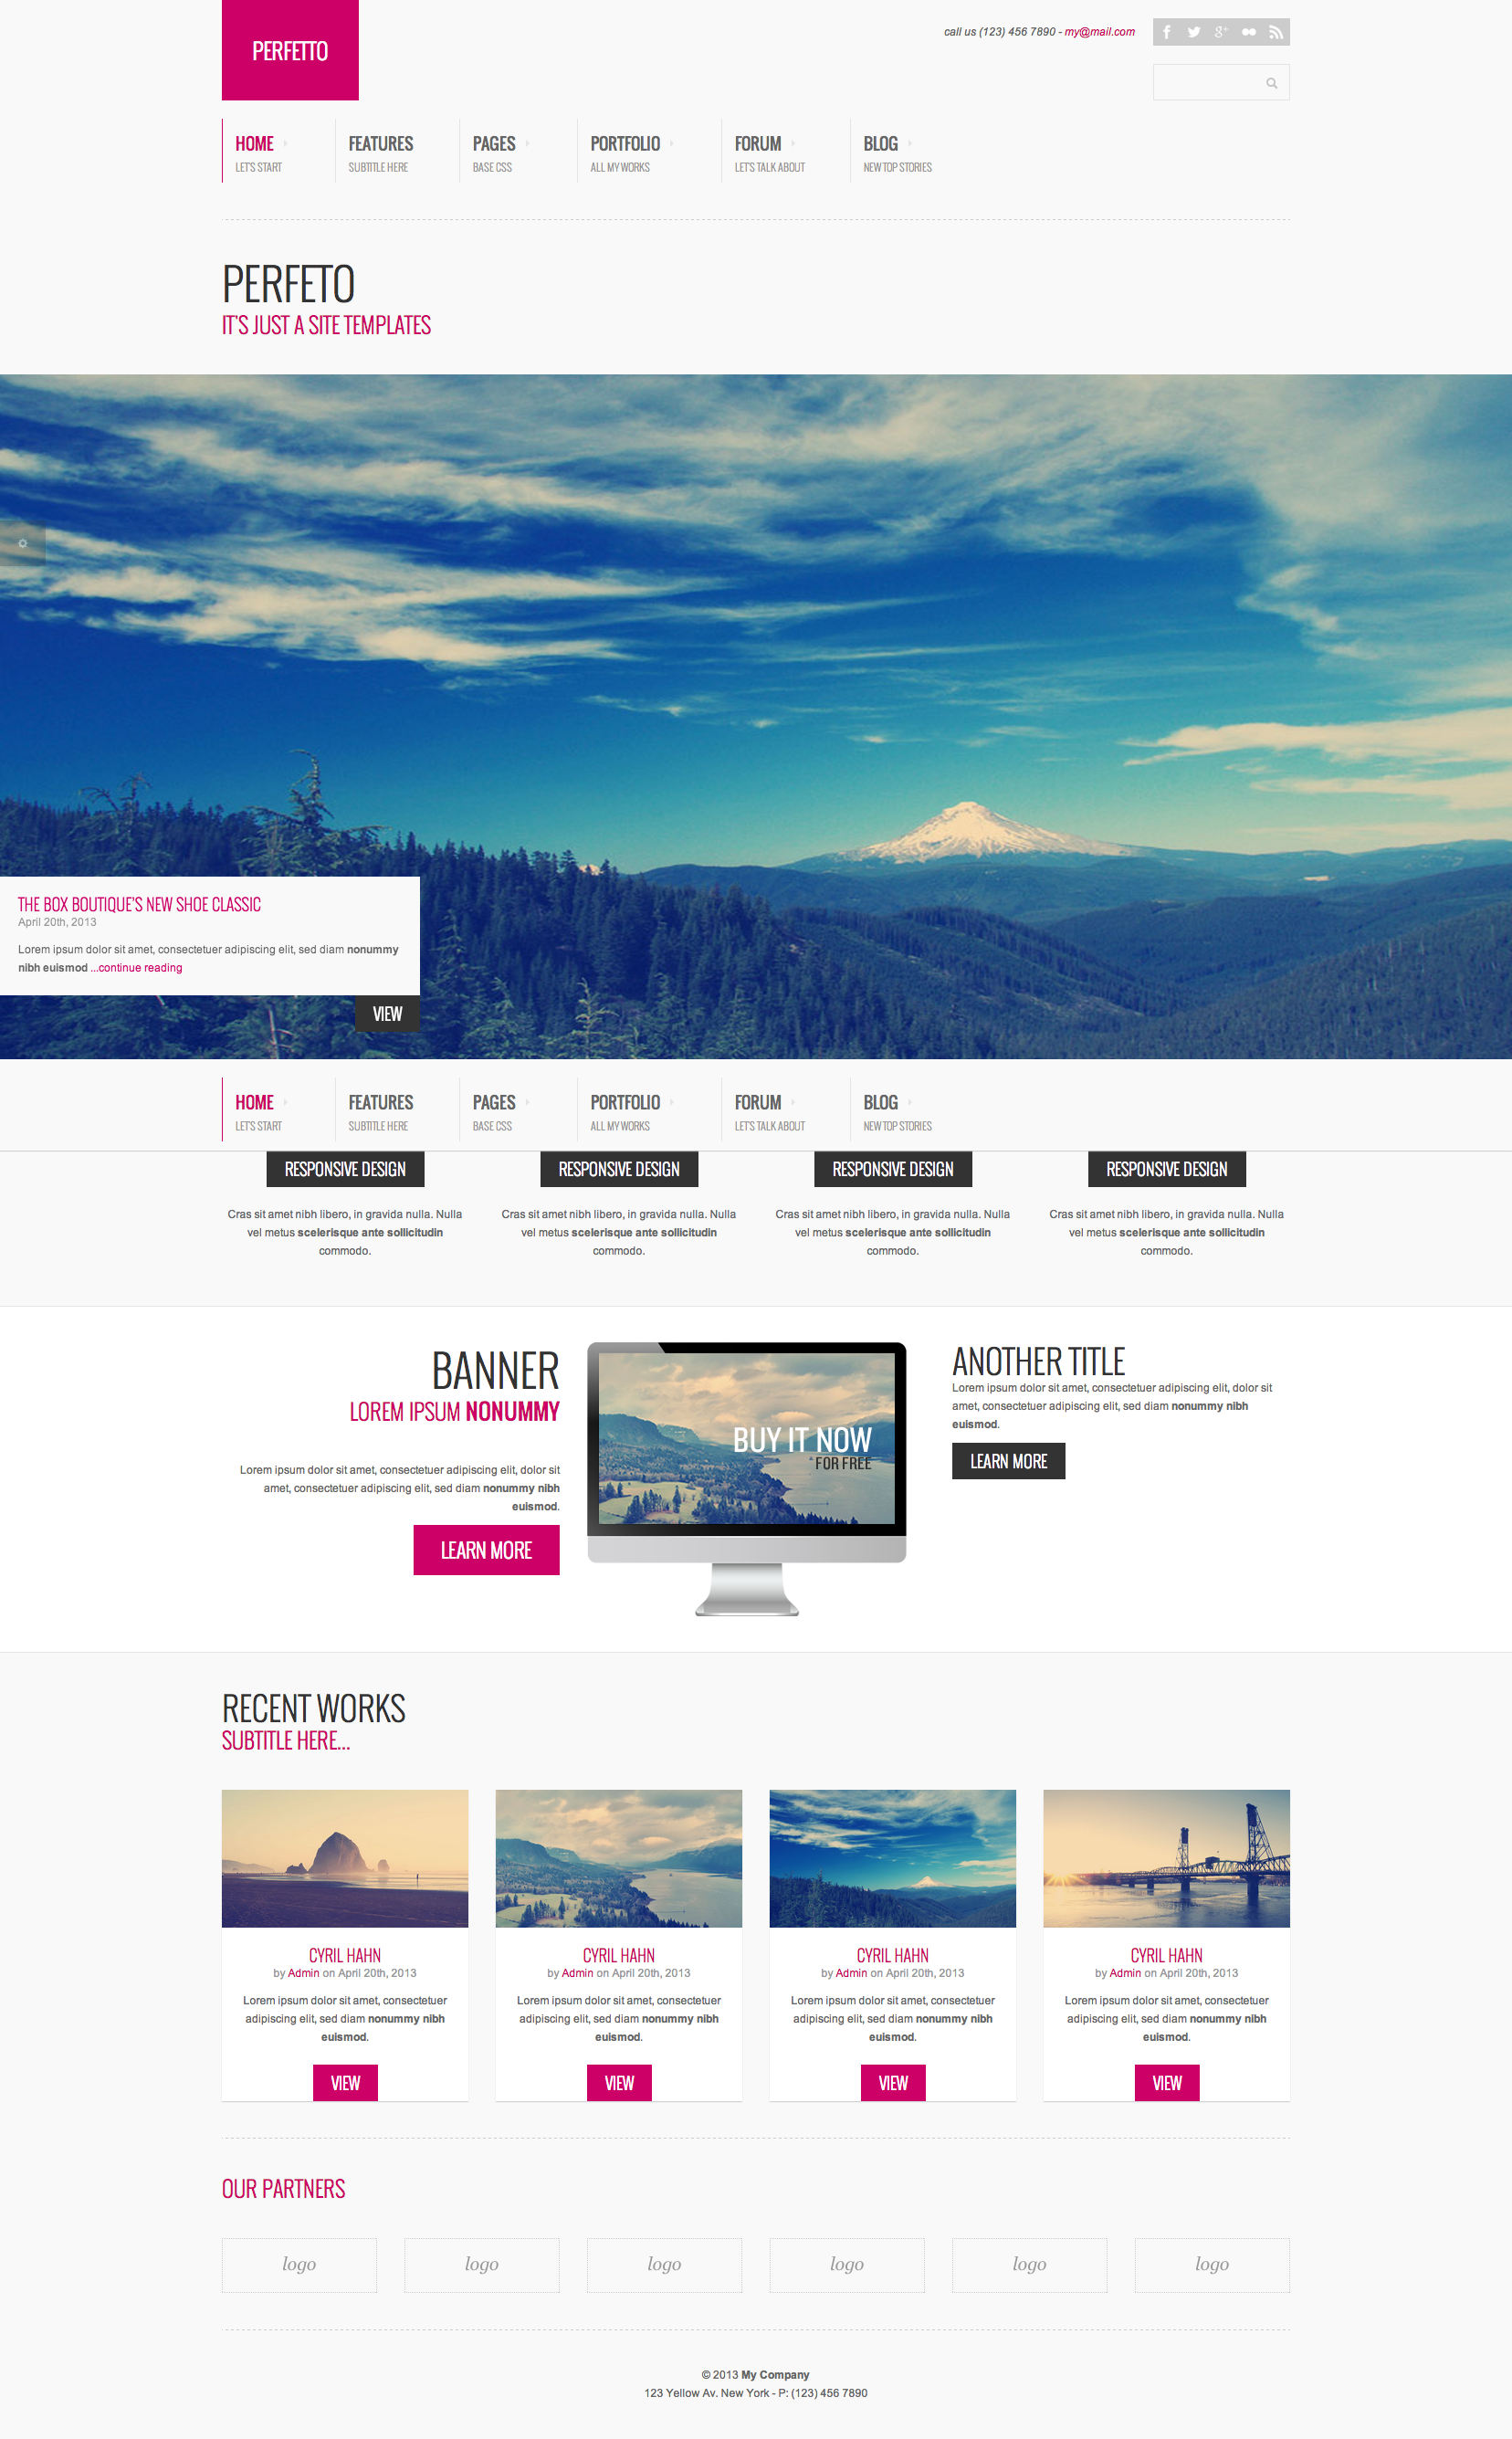 PERFETTO
call us (123) 456 7890 - my@mail.com
HOME
LET'S START
FEATURES
SUBTITLE HERE
PAGES
BASE CSS
PORTFOLIO
ALL MY WORKS
FORUM
LET'S TALK ABOUT
BLOG
NEW TOP STORIES
PERFETO
IT'S JUST A SITE TEMPLATES
THE BOX BOUTIQUE'S NEW SHOE CLASSIC
April 20th, 2013
Lorem ipsum dolor sit amet, consectetuer adipiscing elit, sed diam nonummy
nibh euismod ...continue reading
VIEW
HOME
LET'S START
FEATURES
SUBTITLE HERE
PAGES
BASE CSS
PORTFOLIO
ALL MY WORKS
FORUM
LET'S TALK ABOUT
BLOG
NEW TOP STORIES
RESPONSIVE DESIGN
Cras sit amet nibh libero, in gravida nulla. Nulla
vel metus scelerisque ante sollicitudin
commodo.
RESPONSIVE DESIGN
Cras sit amet nibh libero, in gravida nulla. Nulla
vel metus scelerisque ante sollicitudin
commodo.
RESPONSIVE DESIGN
Cras sit amet nibh libero, in gravida nulla. Nulla
vel metus scelerisque ante sollicitudin
commodo.
RESPONSIVE DESIGN
Cras sit amet nibh libero, in gravida nulla. Nulla
vel metus scelerisque ante sollicitudin
commodo.
BANNER
LOREM IPSUM NONUMMY
Lorem ipsum dolor sit amet, consectetuer adipiscing elit, dolor sit
amet, consectetuer adipiscing elit, sed diam nonummy nibh
euismod.
LEARN MORE
BUY IT NOW
* FOR FREE
ANOTHER TITLE
Lorem ipsum dolor sit amet, consectetuer adipiscing elit, dolor sit
amet, consectetuer adipiscing elit, sed diam nonummy nibh
euismod.
LEARN MORE
RECENT WORKS
SUBTITLE HERE...
CYRIL HAHN
by Admin on April 20th, 2013
Lorem ipsum dolor sit amet, consectetuer
adipiscing elit, sed diam nonummy nibh
euismod.
VIEW
CYRIL HAHN
by Admin on April 20th, 2013
Lorem ipsum dolor sit amet, consectetuer
adipiscing elit, sed diam nonummy nibh
euismod.
VIEW
CYRIL HAHN
by Admin on April 20th, 2013
Lorem ipsum dolor sit amet, consectetuer
adipiscing elit, sed diam nonummy nibh
euismod.
VIEW
CYRIL HAHN
by Admin on April 20th, 2013
Lorem ipsum dolor sit amet, consectetuer
adipiscing elit, sed diam nonummy nibh
euismod.
VIEW
OUR PARTNERS
logo
logo
logo
logo
logo
logo
© 2013 My Company
123 Yellow Av. New York - P: (123) 456 7890